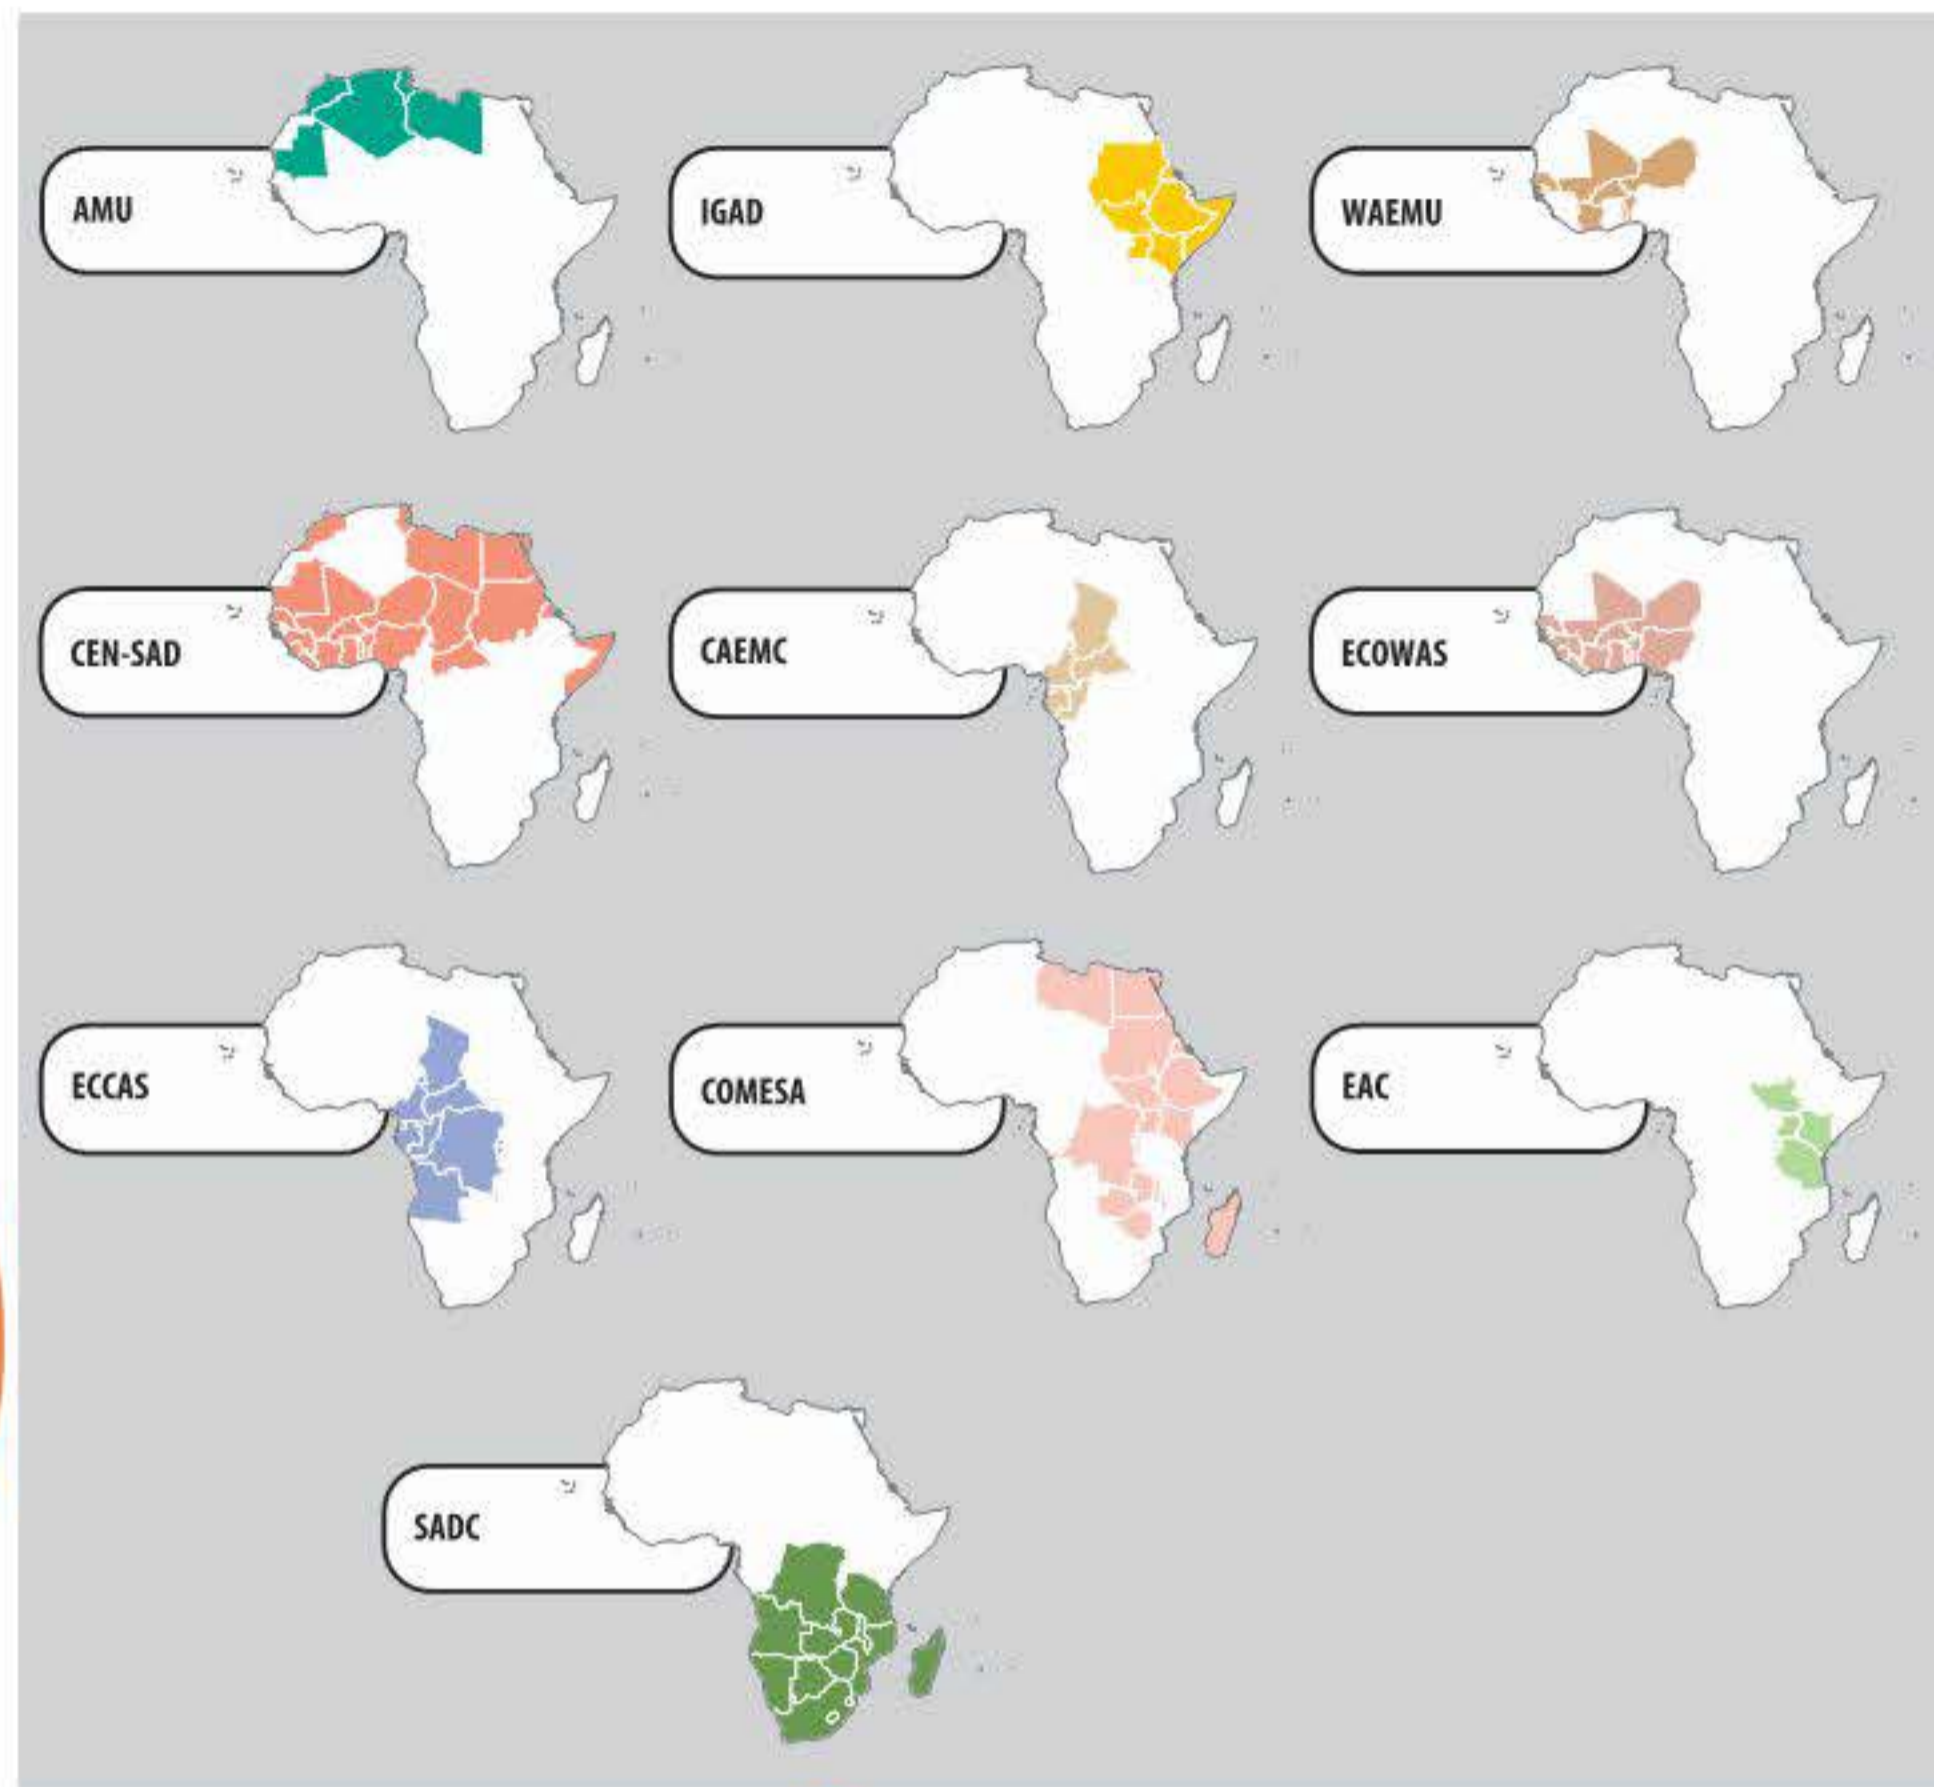 AMU
IGAD
WAEMU
CEN-SAD
CAEMC
ECOWAS
ECCAS
COMESA
EAC
SADC